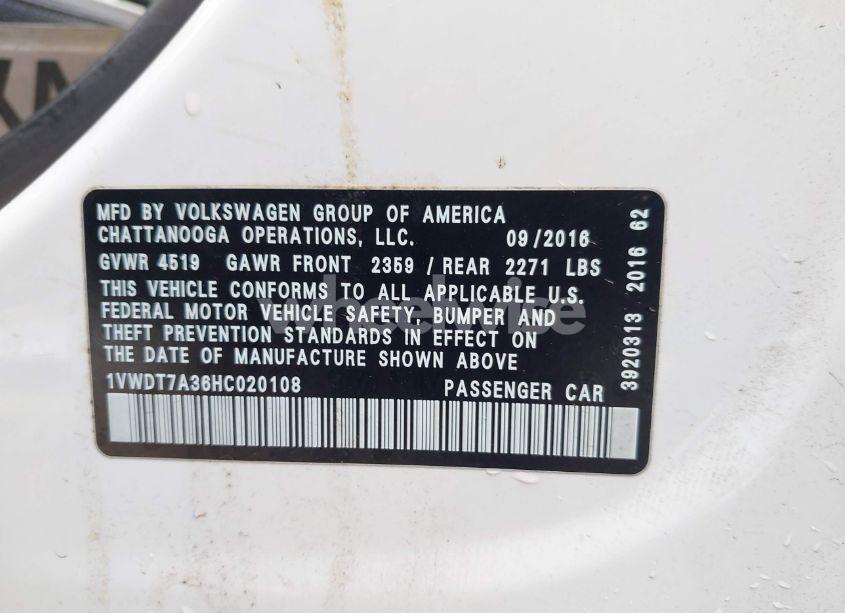 MFD BY VOLKSWAGEN GROUP OF AMERICA
CHATTANOOGA OPERATIONS, LLC. 09/2016
GVWR 4519 GAWR FRONT 2359 / REAR 2271 LBS
THIS VEHICLE CONFORMS TO ALL APPLICABLE U.S.
FEDERAL MOTOR VEHICLE SAFETY, BUMPER AND
THEFT PREVENTION STANDARDS IN EFFECT ON
THE DATE OF MANUFACTURE SHOWN ABOVE
1VWDT7A36HC020108 PASSENGER CAR
3920313 2016 62
wheelwise